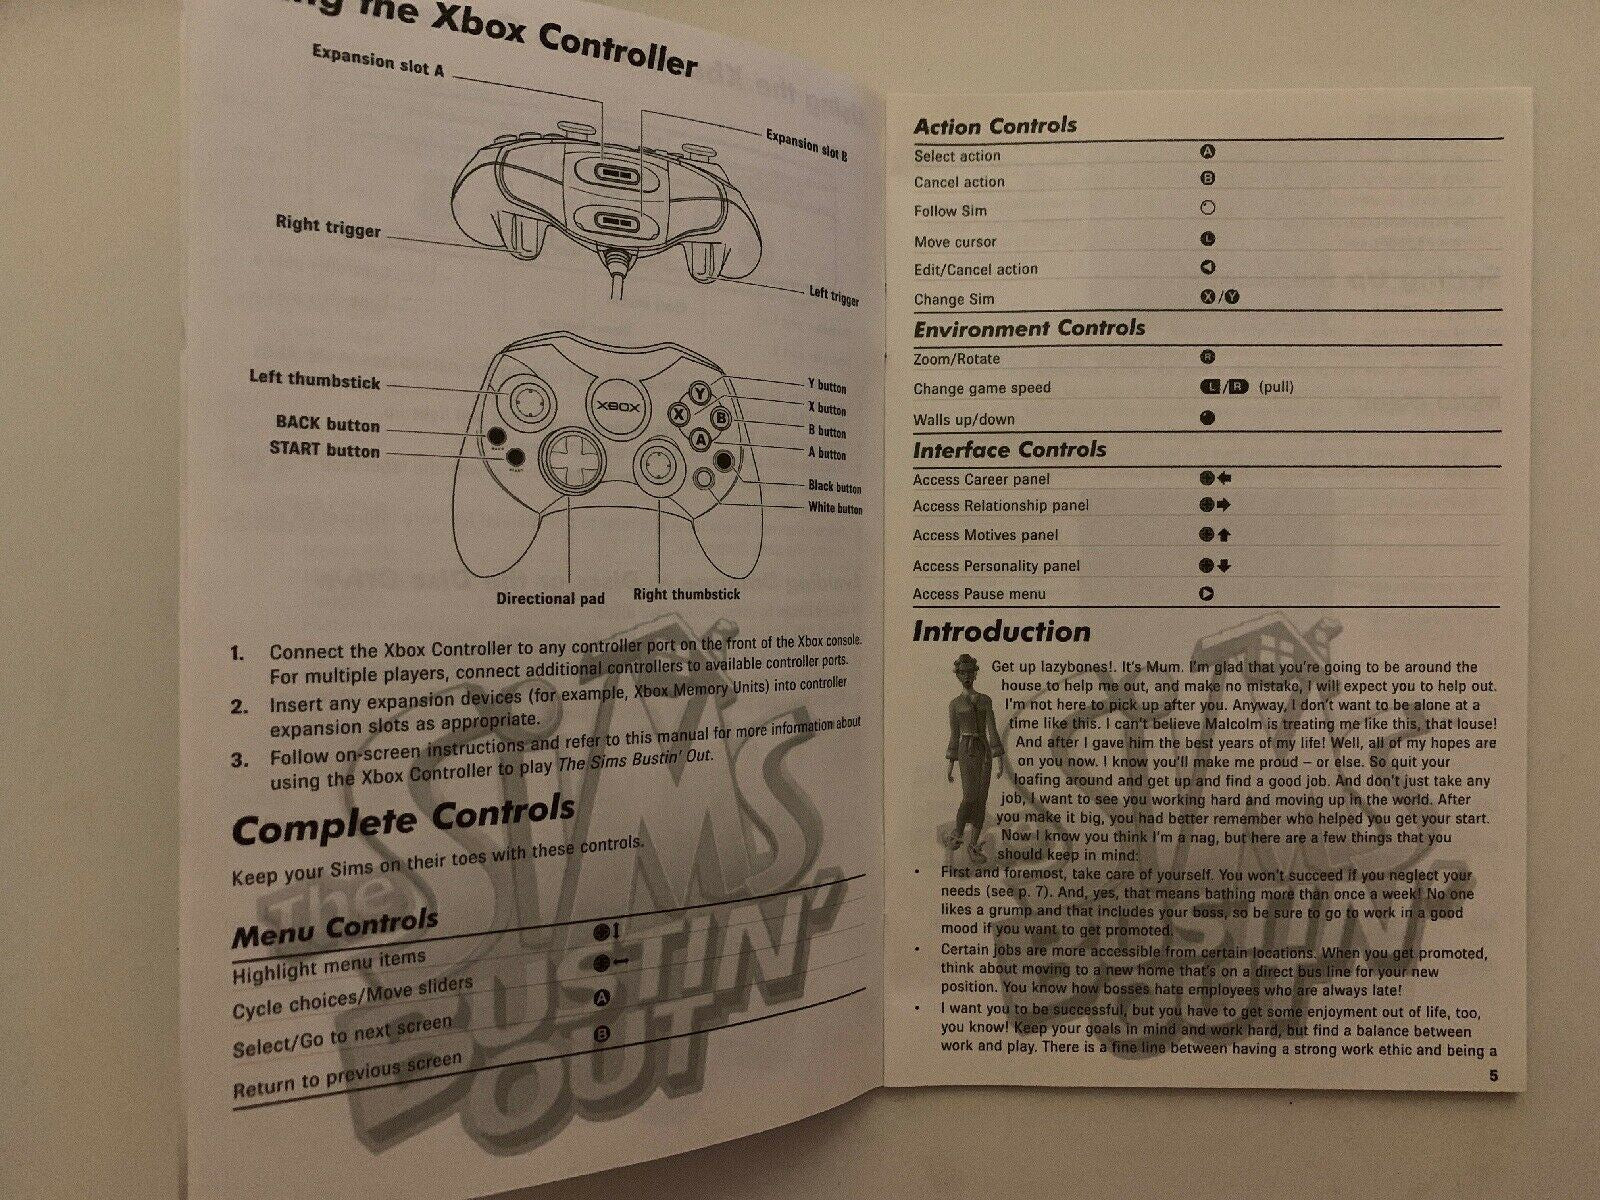 the Xbox Controller
Expansion slot A
Expansion slot B
Right trigger
Left trigger
Left thumbstick
BACK button
START button
XBOX
Y
X
B
A
BACK
START
Y button
X button
B button
A button
Black button
White button
Directional pad
Right thumbstick
1. Connect the Xbox Controller to any controller port on the front of the Xbox console.
For multiple players, connect additional controllers to available controller ports.
2. Insert any expansion devices (for example, Xbox Memory Units) into controller
expansion slots as appropriate.
3. Follow on-screen instructions and refer to this manual for more information about
using the Xbox Controller to play The Sims Bustin' Out.
Complete Controls
Keep your Sims on their toes with these controls.
Menu Controls
Highlight menu items
Cycle choices/Move sliders
Select/Go to next screen A
Return to previous screen B
The SIMS
BUSTIN'
OUT
Action Controls
Select action A
Cancel action B
Follow Sim
Move cursor L
Edit/Cancel action
Change Sim X/Y
Environment Controls
Zoom/Rotate R
Change game speed L/R (pull)
Walls up/down
Interface Controls
Access Career panel
Access Relationship panel
Access Motives panel
Access Personality panel
Access Pause menu
Introduction
Get up lazybones!. It's Mum. I'm glad that you're going to be around the
house to help me out, and make no mistake, I will expect you to help out.
I'm not here to pick up after you. Anyway, I don't want to be alone at a
time like this. I can't believe Malcolm is treating me like this, that louse!
And after I gave him the best years of my life! Well, all of my hopes are
on you now. I know you'll make me proud – or else. So quit your
loafing around and get up and find a good job. And don't just take any
job, I want to see you working hard and moving up in the world. After
you make it big, you had better remember who helped you get your start.
Now I know you think I'm a nag, but here are a few things that you
should keep in mind:
• First and foremost, take care of yourself. You won't succeed if you neglect your
needs (see p. 7). And, yes, that means bathing more than once a week! No one
likes a grump and that includes your boss, so be sure to go to work in a good
mood if you want to get promoted.
• Certain jobs are more accessible from certain locations. When you get promoted,
think about moving to a new home that's on a direct bus line for your new
position. You know how bosses hate employees who are always late!
• I want you to be successful, but you have to get some enjoyment out of life, too,
you know! Keep your goals in mind and work hard, but find a balance between
work and play. There is a fine line between having a strong work ethic and being a
5